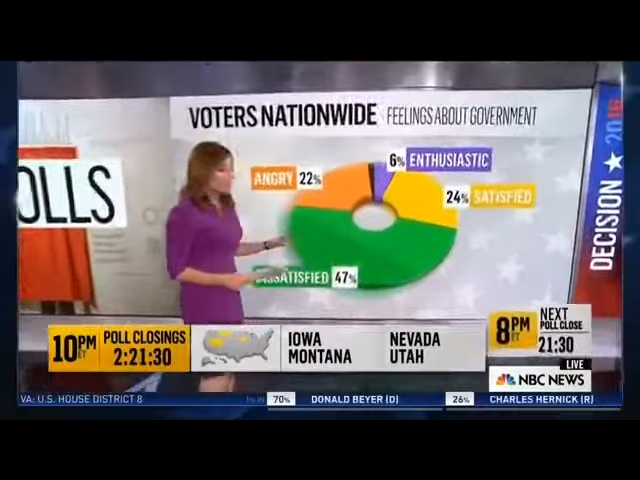 VOTERS NATIONWIDE FEELINGS ABOUT GOVERNMENT
6% ENTHUSIASTIC
ANGRY 22%
24% SATISFIED
OLLS
47%
DECISION 2016
10PM ET
POLL CLOSINGS
2:21:30
IOWA
MONTANA
NEVADA
UTAH
8PM ET
NEXT
POLL CLOSE
21:30
LIVE
NBC NEWS
VA: U.S. HOUSE DISTRICT 8
70% DONALD BEYER (D)
26% CHARLES HERNICK (R)